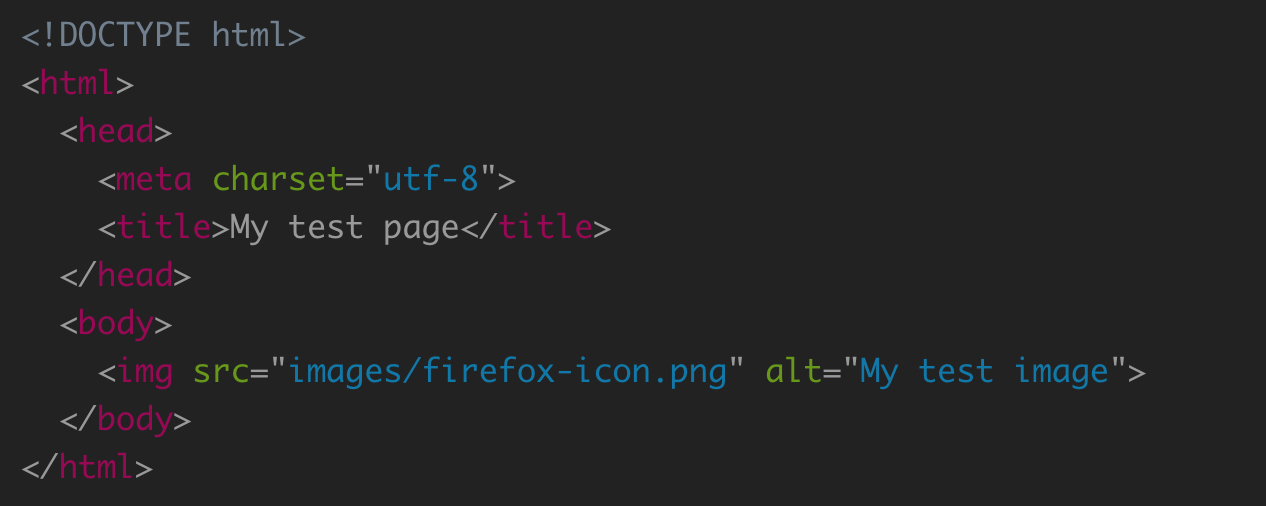 <!DOCTYPE html>
<html>
  <head>
    <meta charset="utf-8">
    <title>My test page</title>
  </head>
  <body>
    <img src="images/firefox-icon.png" alt="My test image">
  </body>
</html>